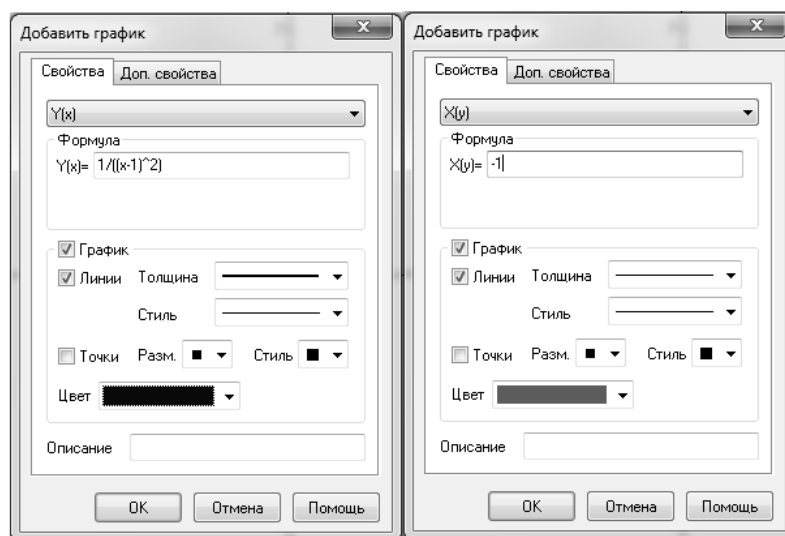 Добавить график
Свойства Доп. свойства
Y(x)
Формула
Y(x)= 1/((x-1)^2)
График
Линии Толщина
Стиль
Точки Разм. Стиль
Цвет
Описание
OK Отмена Помощь
Добавить график
Свойства Доп. свойства
X(y)
Формула
X(y)= -1
График
Линии Толщина
Стиль
Точки Разм. Стиль
Цвет
Описание
OK Отмена Помощь